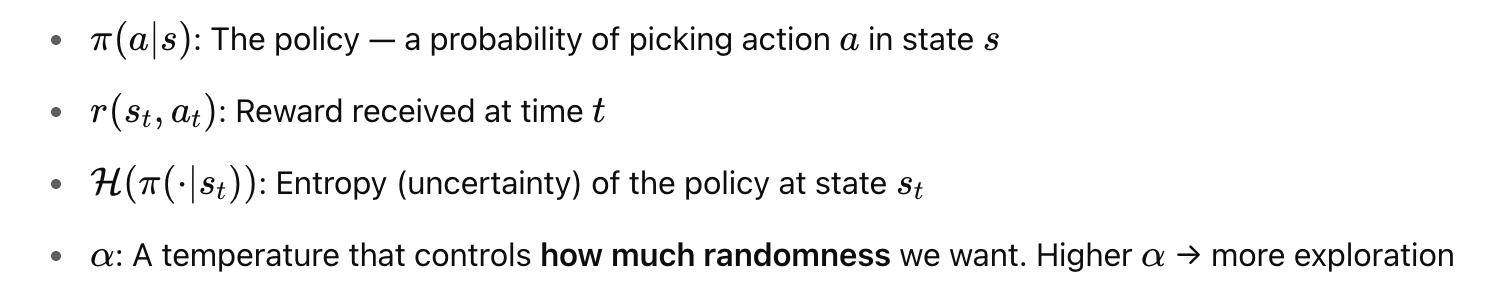 • π(a|s): The policy — a probability of picking action a in state s
• r(sₜ, aₜ): Reward received at time t
• ℋ(π(·|sₜ)): Entropy (uncertainty) of the policy at state sₜ
• α: A temperature that controls how much randomness we want. Higher α → more exploration